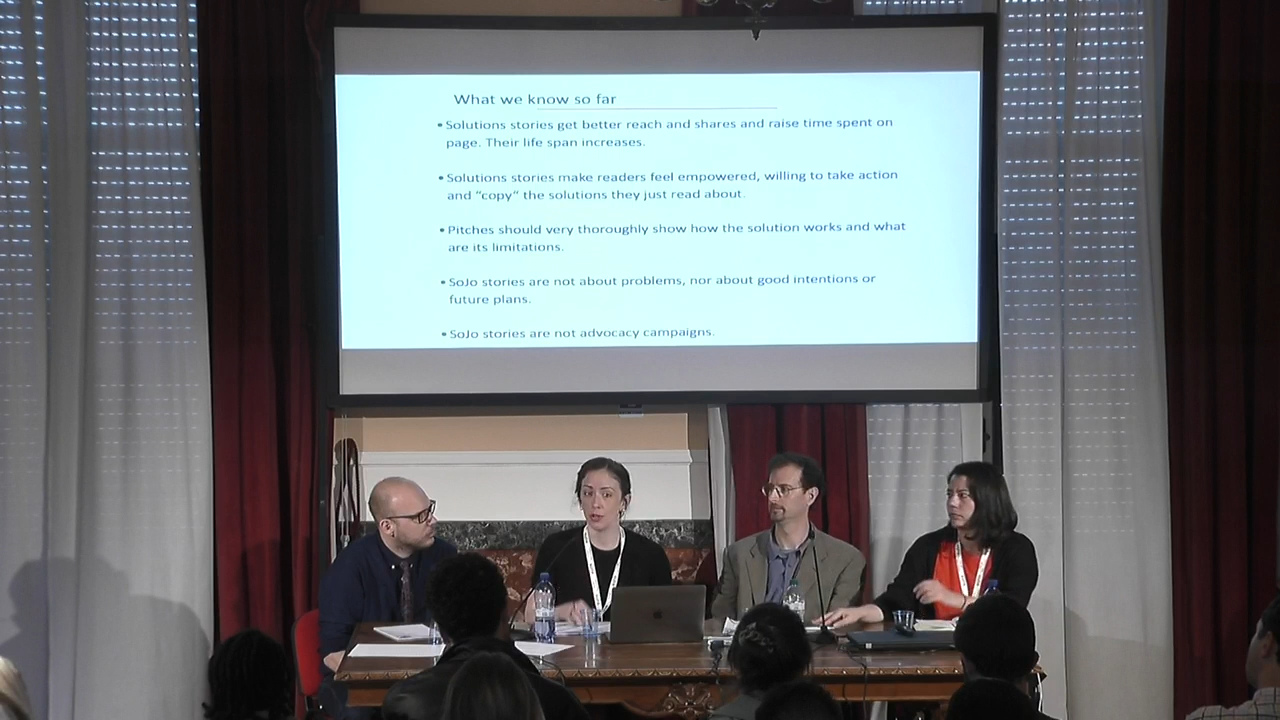 What we know so far
• Solutions stories get better reach and shares and raise time spent on
page. Their life span increases.
• Solutions stories make readers feel empowered, willing to take action
and “copy” the solutions they just read about.
• Pitches should very thoroughly show how the solution works and what
are its limitations.
• SoJo stories are not about problems, nor about good intentions or
future plans.
• SoJo stories are not advocacy campaigns.